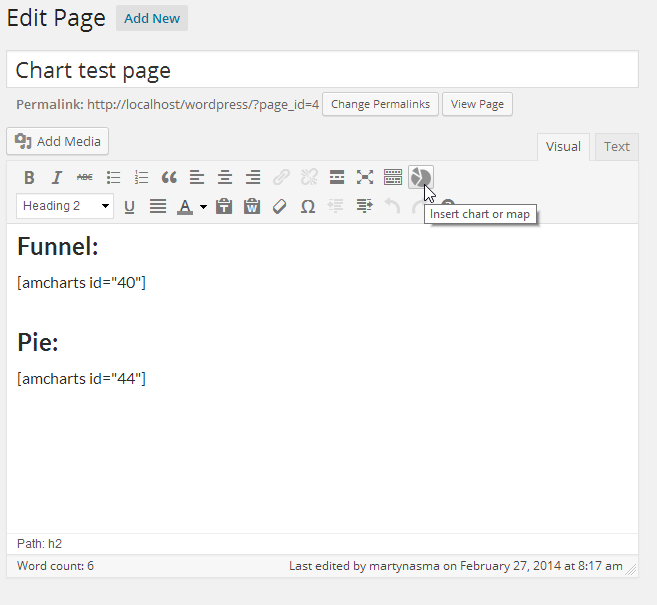 Edit Page Add New
Chart test page
Permalink: http://localhost/wordpress/?page_id=4 Change Permalinks View Page
Add Media Visual Text
B I ABC
Heading 2 U A T W Ω
Insert chart or map
Funnel:
[amcharts id="40"]
Pie:
[amcharts id="44"]
Path: h2
Word count: 6 Last edited by martynasma on February 27, 2014 at 8:17 am